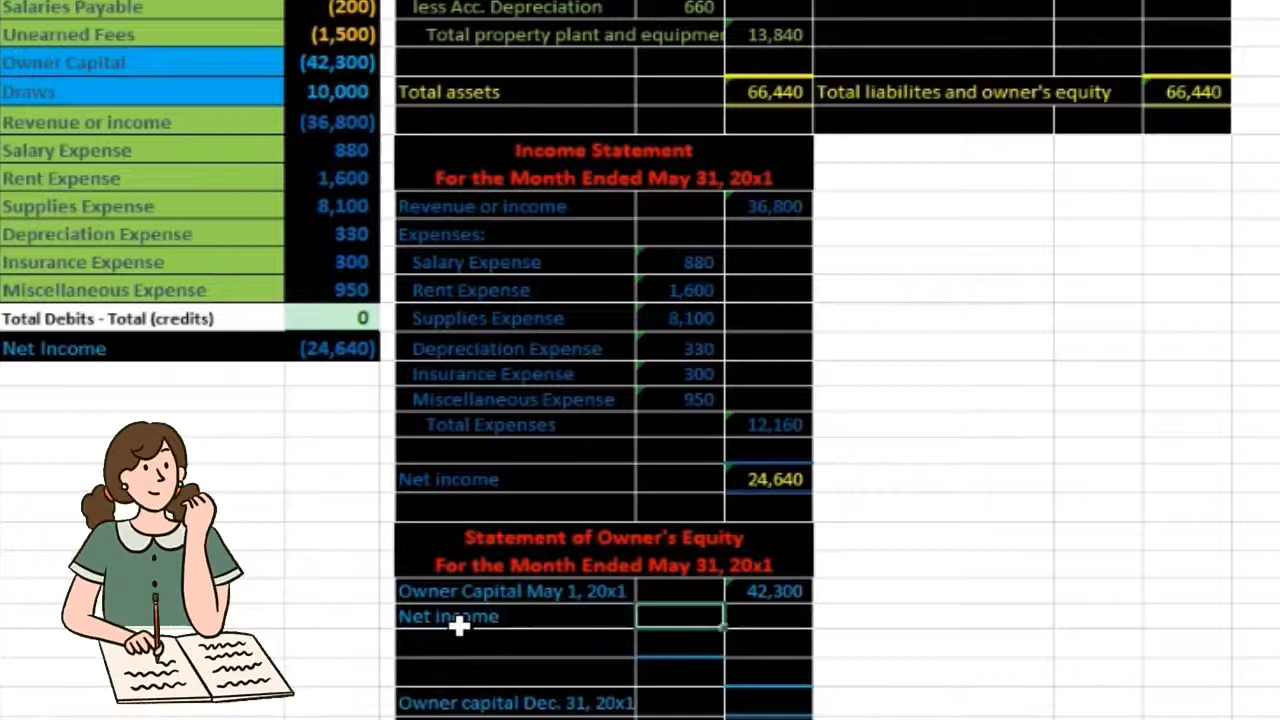 Salaries Payable (200)
Unearned Fees (1,500)
Owner Capital (42,300)
Draws 10,000
Revenue or income (36,800)
Salary Expense 880
Rent Expense 1,600
Supplies Expense 8,100
Depreciation Expense 330
Insurance Expense 300
Miscellaneous Expense 950
Total Debits - Total (credits) 0
Net Income (24,640)
less Acc. Depreciation 660
Total property plant and equipmen 13,840
Total assets 66,440 Total liabilites and owner's equity 66,440
Income Statement
For the Month Ended May 31, 20x1
Revenue or income 36,800
Expenses:
Salary Expense 880
Rent Expense 1,600
Supplies Expense 8,100
Depreciation Expense 330
Insurance Expense 300
Miscellaneous Expense 950
Total Expenses 12,160
Net income 24,640
Statement of Owner's Equity
For the Month Ended May 31, 20x1
Owner Capital May 1, 20x1 42,300
Net income
Owner capital Dec. 31, 20x1